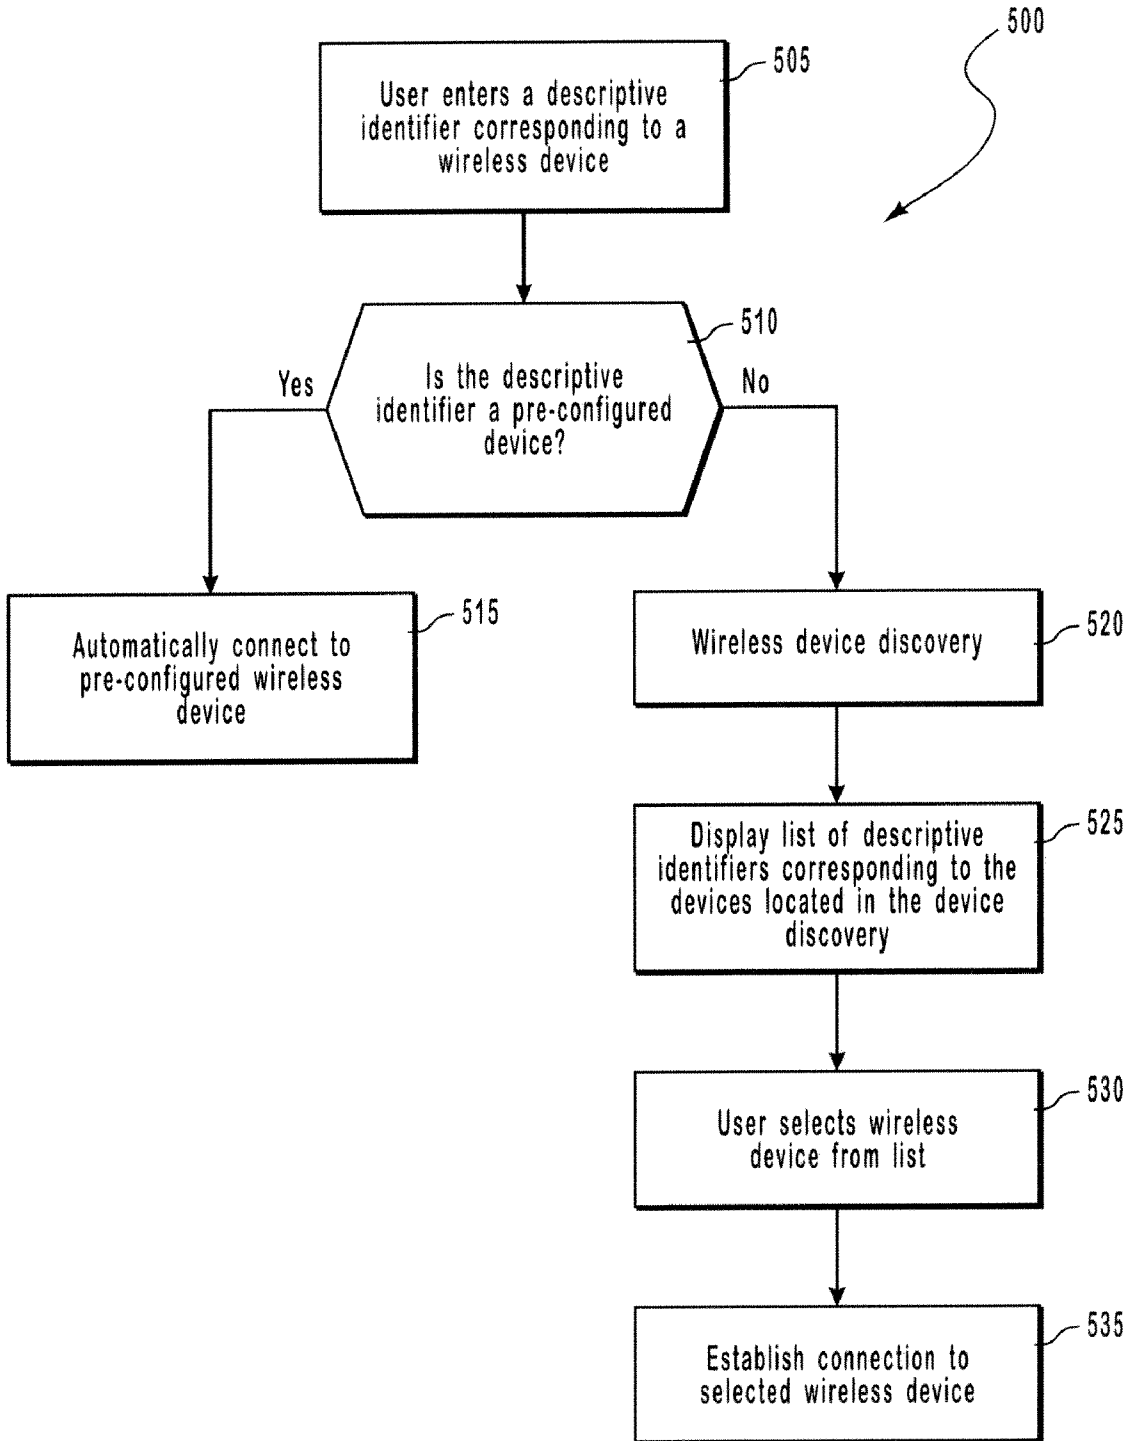 500
505
User enters a descriptive
identifier corresponding to a
wireless device
510
Yes
No
Is the descriptive
identifier a pre-configured
device?
515
Automatically connect to
pre-configured wireless
device
520
Wireless device discovery
525
Display list of descriptive
identifiers corresponding to the
devices located in the device
discovery
530
User selects wireless
device from list
535
Establish connection to
selected wireless device